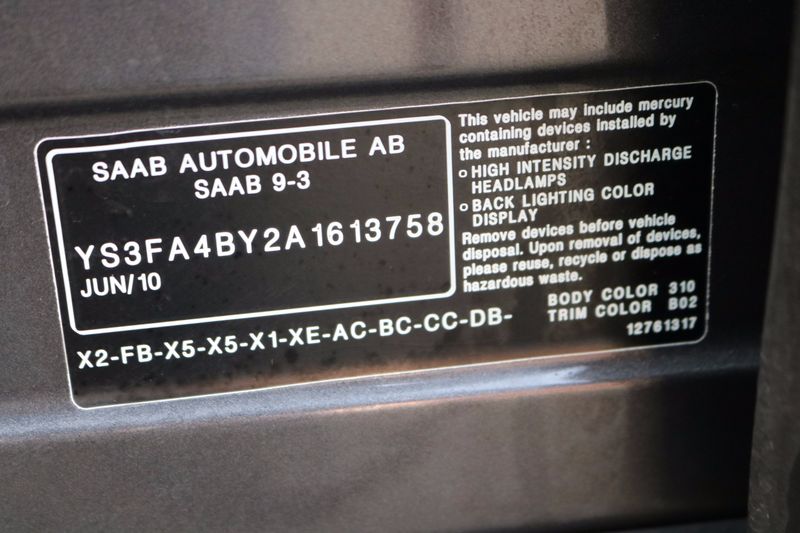 SAAB AUTOMOBILE AB
SAAB 9-3
YS3FA4BY2A1613758
JUN/10
X2-FB-X5-X5-X1-XE-AC-BC-CC-DB-
This vehicle may include mercury
containing devices installed by
the manufacturer :
o HIGH INTENSITY DISCHARGE
HEADLAMPS
o BACK LIGHTING COLOR
DISPLAY
Remove devices before vehicle
disposal. Upon removal of devices,
please reuse, recycle or dispose as
hazardous waste.
BODY COLOR 310
TRIM COLOR B02
12761317